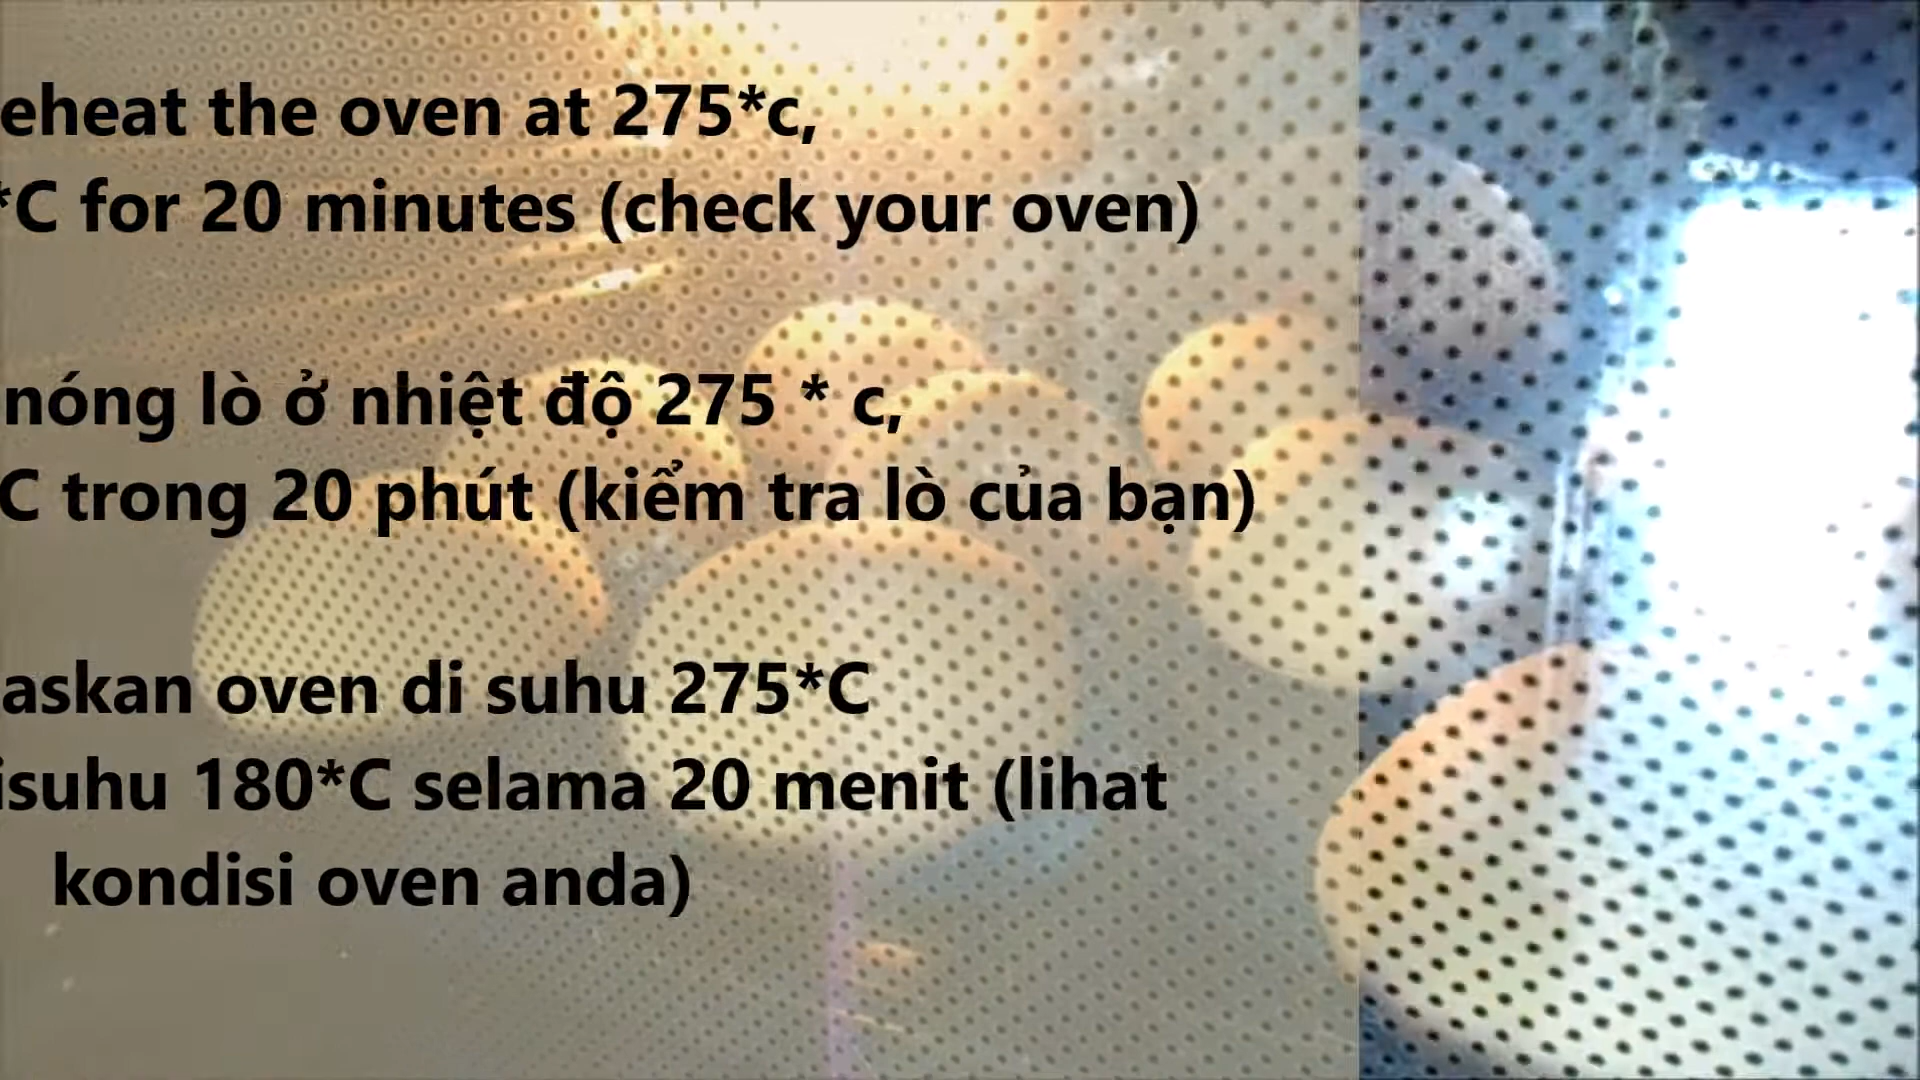 eheat the oven at 275*c,
*C for 20 minutes (check your oven)
nóng lò ở nhiệt độ 275 * c,
C trong 20 phút (kiểm tra lò của bạn)
askan oven di suhu 275*C
isuhu 180*C selama 20 menit (lihat
kondisi oven anda)